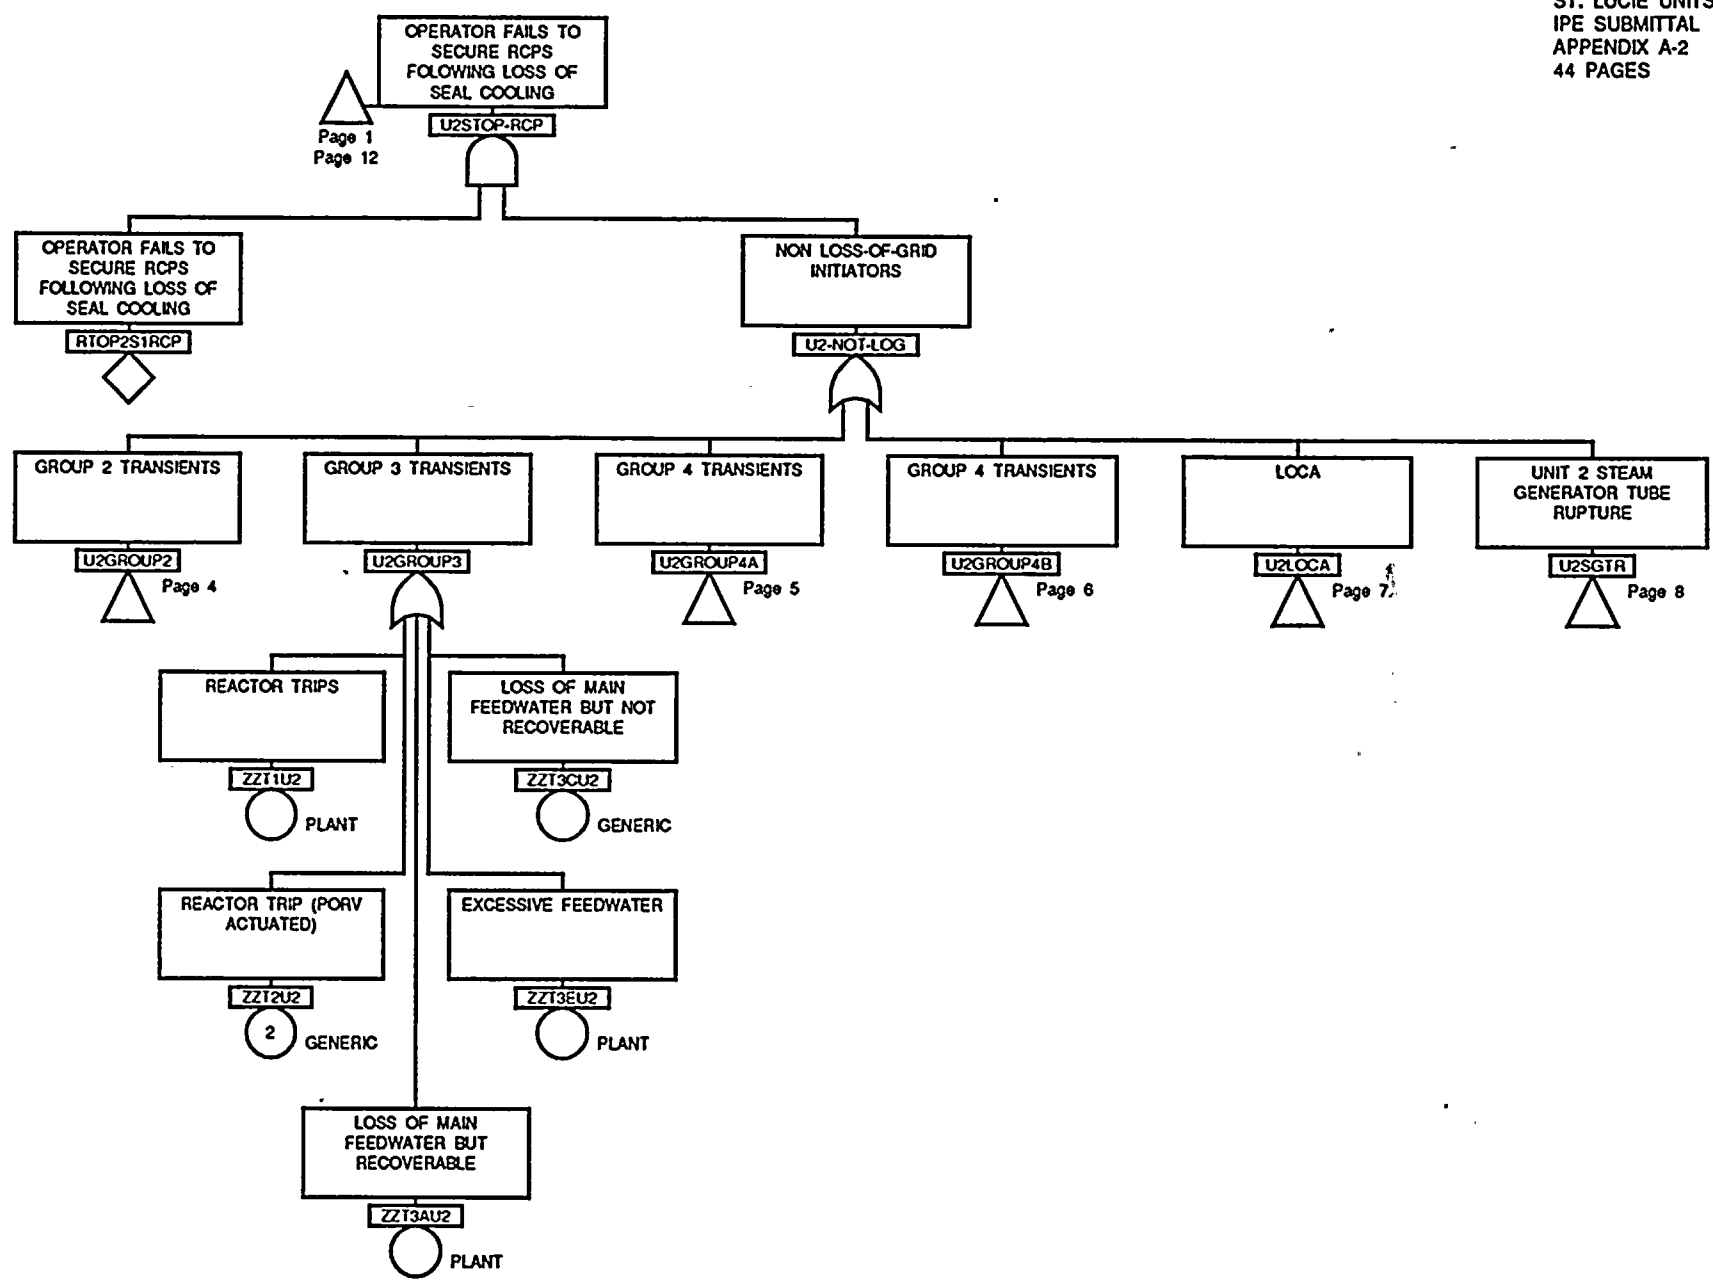 ST. LUCIE UNITS
IPE SUBMITTAL
APPENDIX A-2
44 PAGES
OPERATOR FAILS TO
SECURE RCPS
FOLOWING LOSS OF
SEAL COOLING
U2STOP-RCP
Page 1
Page 12
OPERATOR FAILS TO
SECURE RCPS
FOLLOWING LOSS OF
SEAL COOLING
RTOP2S1RCP
NON LOSS-OF-GRID
INITIATORS
U2-NOT-LOG
GROUP 2 TRANSIENTS
U2GROUP2
Page 4
GROUP 3 TRANSIENTS
U2GROUP3
GROUP 4 TRANSIENTS
U2GROUP4A
Page 5
GROUP 4 TRANSIENTS
U2GROUP4B
Page 6
LOCA
U2LOCA
Page 7
UNIT 2 STEAM
GENERATOR TUBE
RUPTURE
U2SGTR
Page 8
REACTOR TRIPS
ZZT1U2
PLANT
LOSS OF MAIN
FEEDWATER BUT NOT
RECOVERABLE
ZZT3CU2
GENERIC
REACTOR TRIP (PORV
ACTUATED)
ZZT2U2
2
GENERIC
EXCESSIVE FEEDWATER
ZZT3EU2
PLANT
LOSS OF MAIN
FEEDWATER BUT
RECOVERABLE
ZZT3AU2
PLANT